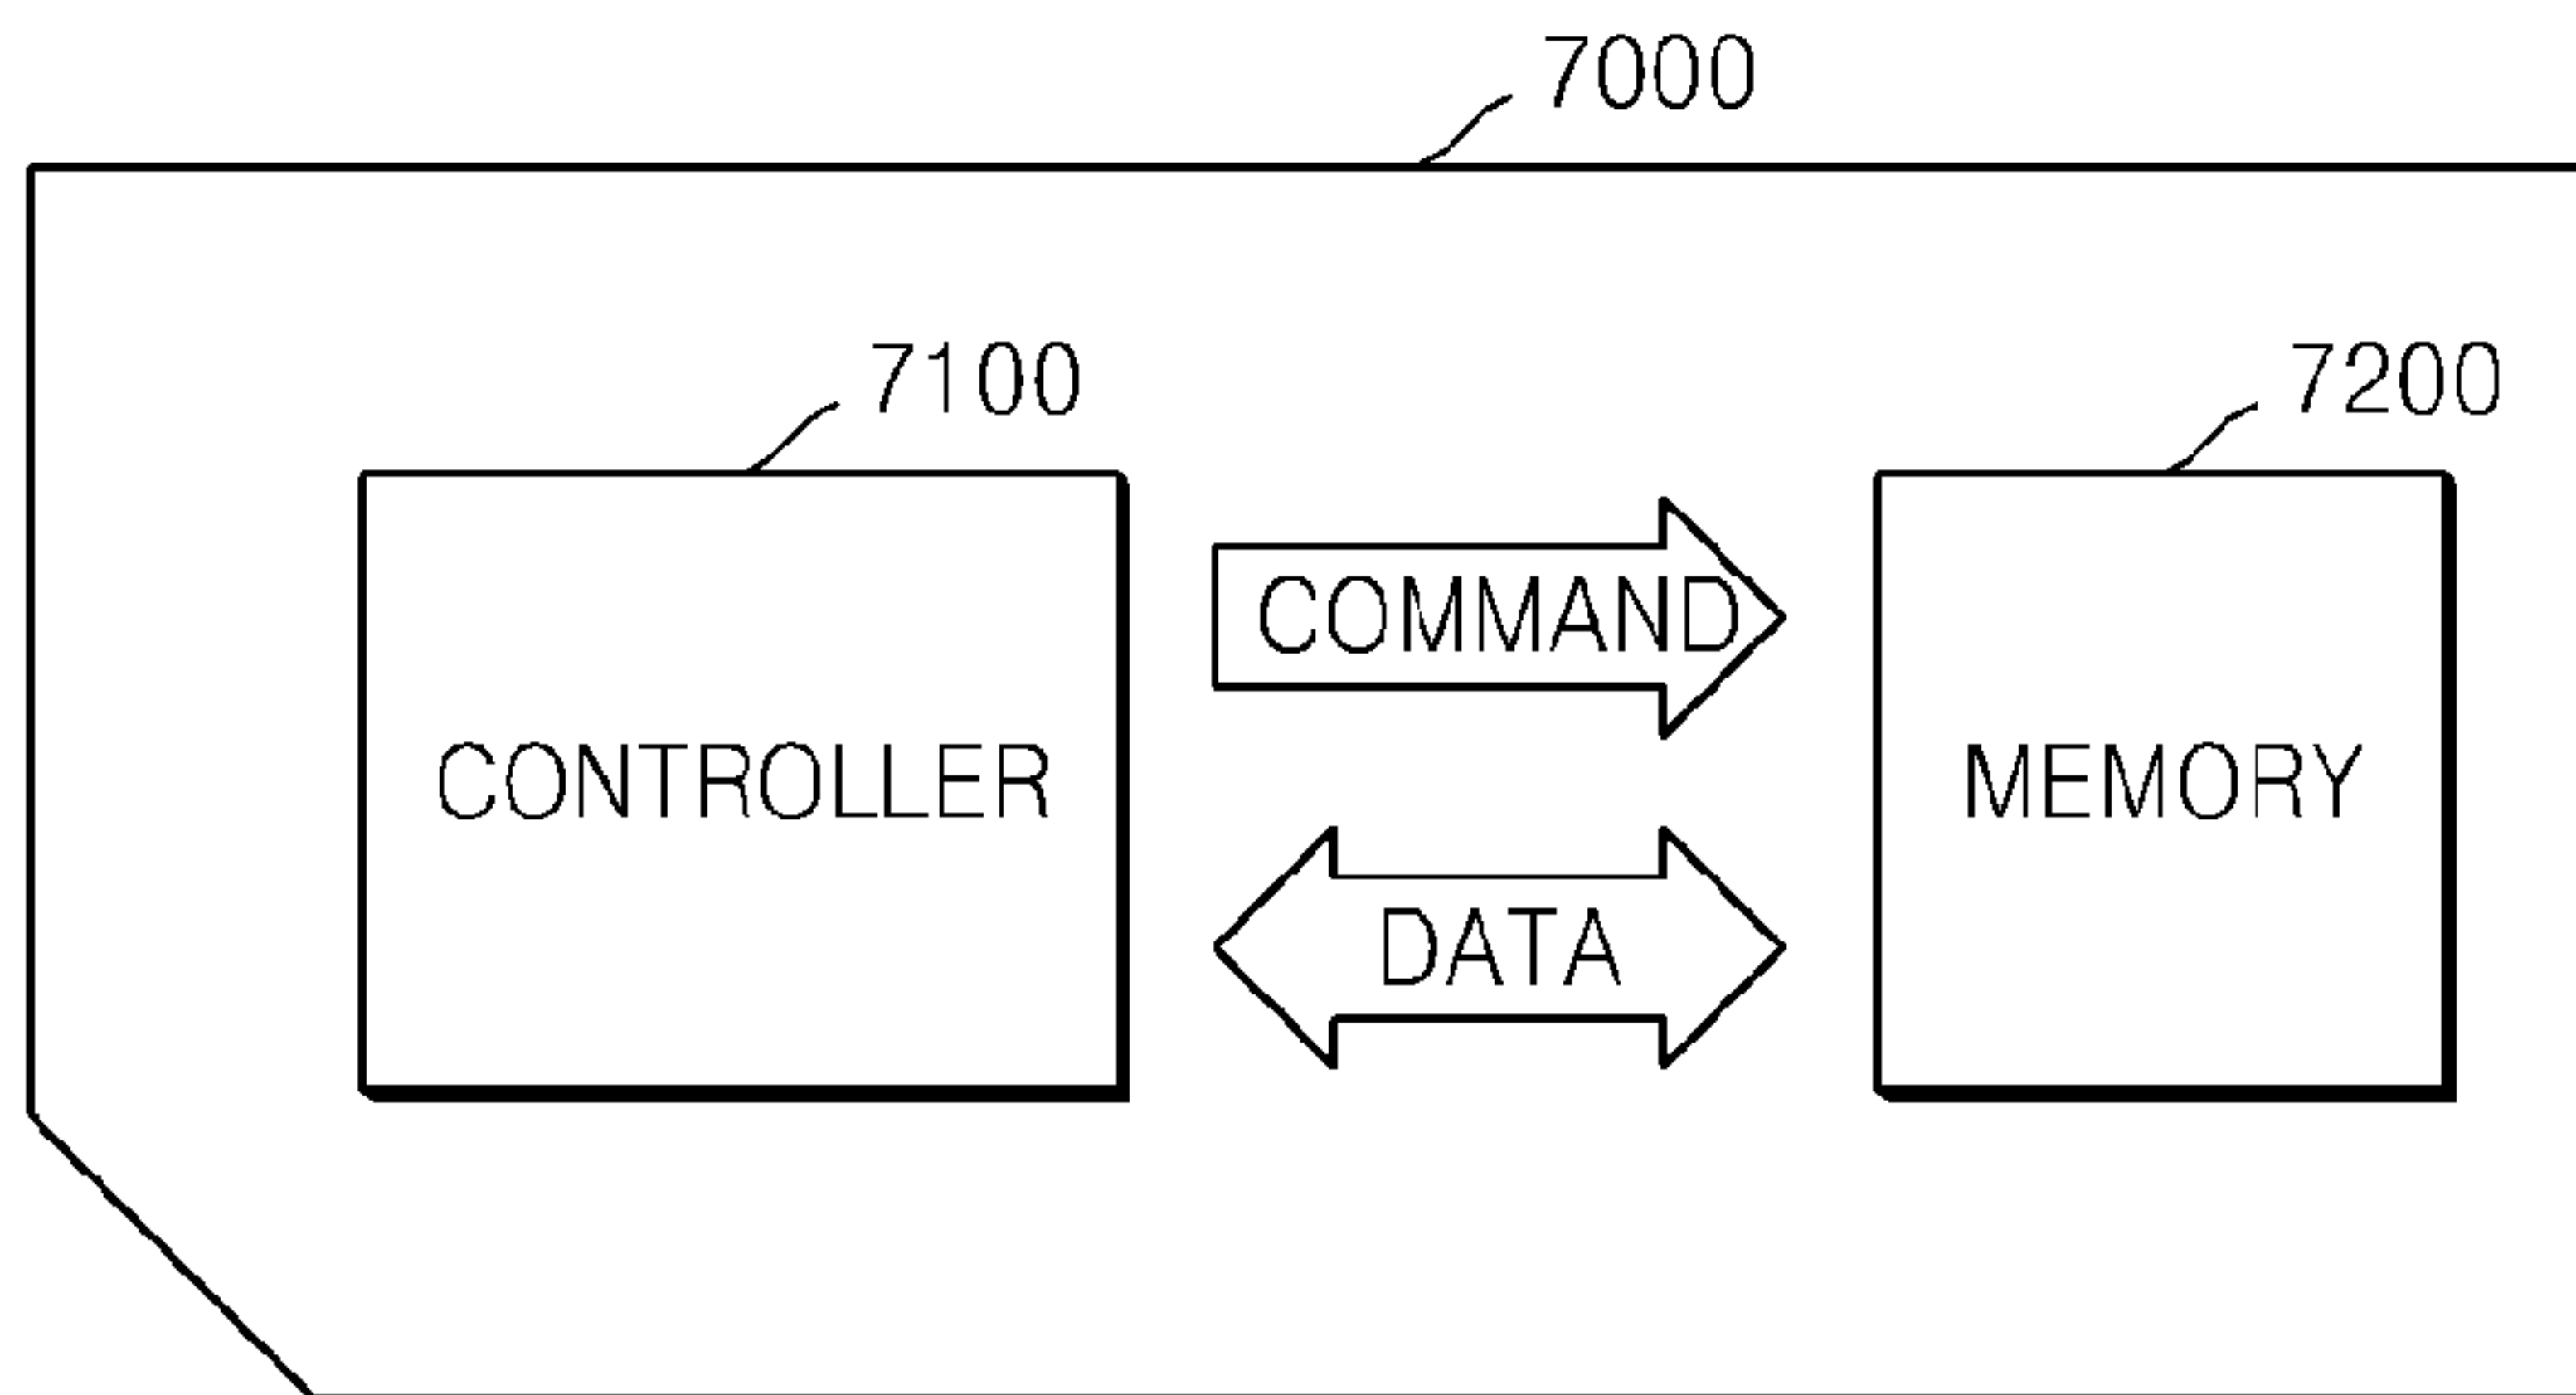 7000
7100
7200
COMMAND
CONTROLLER
MEMORY
DATA